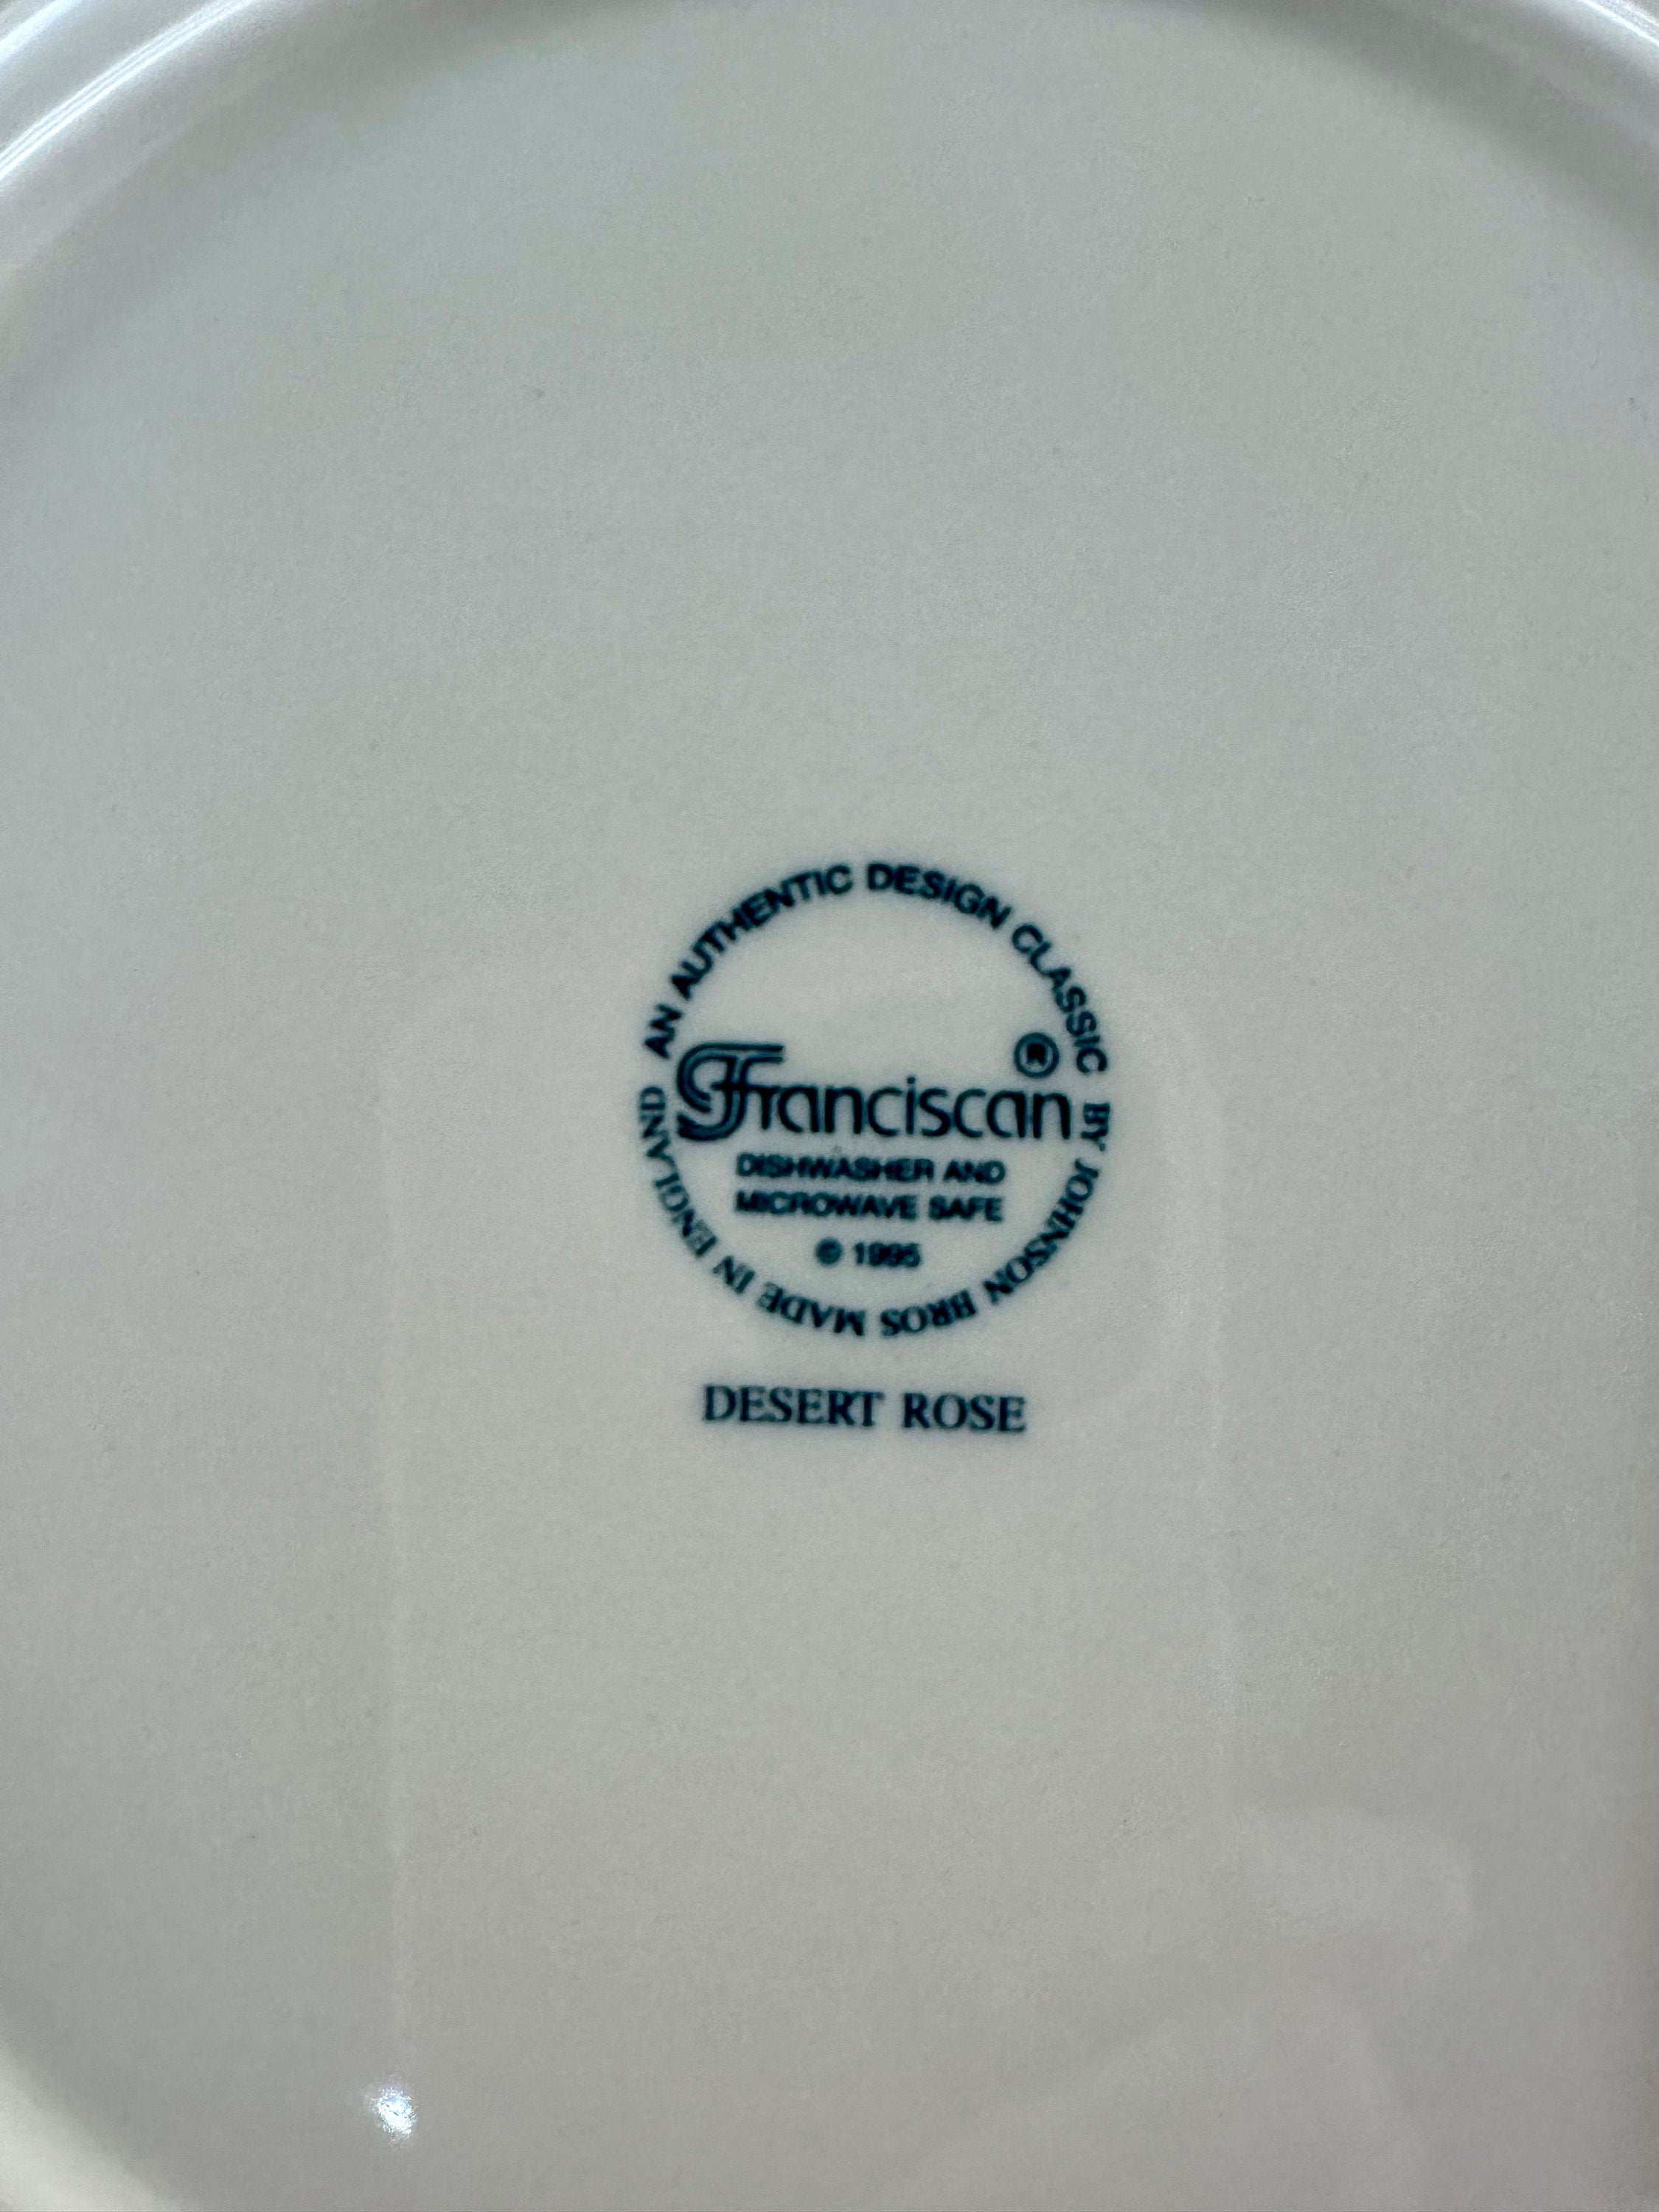 AN AUTHENTIC DESIGN CLASSIC BY JOHNSON BROS MADE IN ENGLAND
Franciscan®
DISHWASHER AND
MICROWAVE SAFE
© 1995
DESERT ROSE